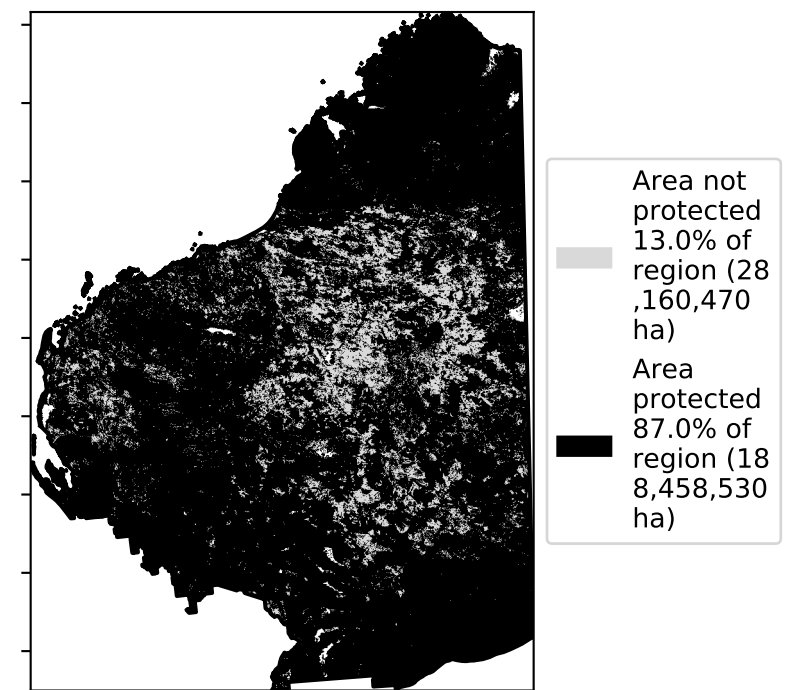 Area not
protected
13.0% of
region (28
,160,470
ha)
Area
protected
87.0% of
region (18
8,458,530
ha)